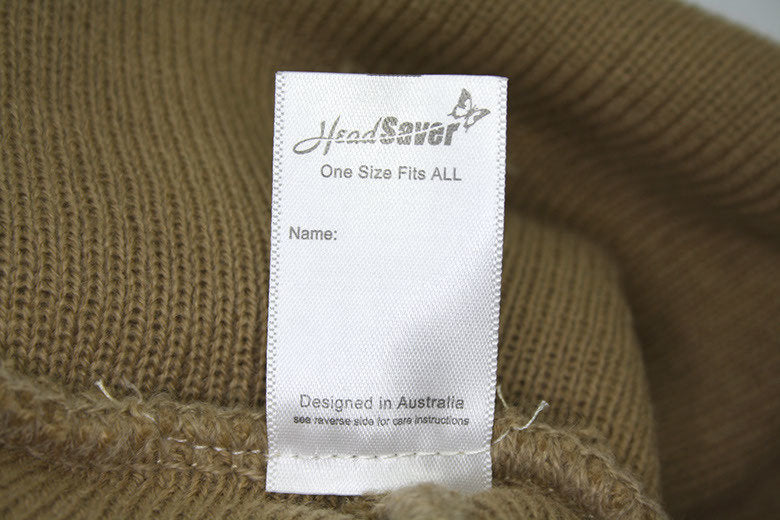 HeadSaver
One Size Fits ALL
Name:
Designed in Australia
see reverse side for care instructions